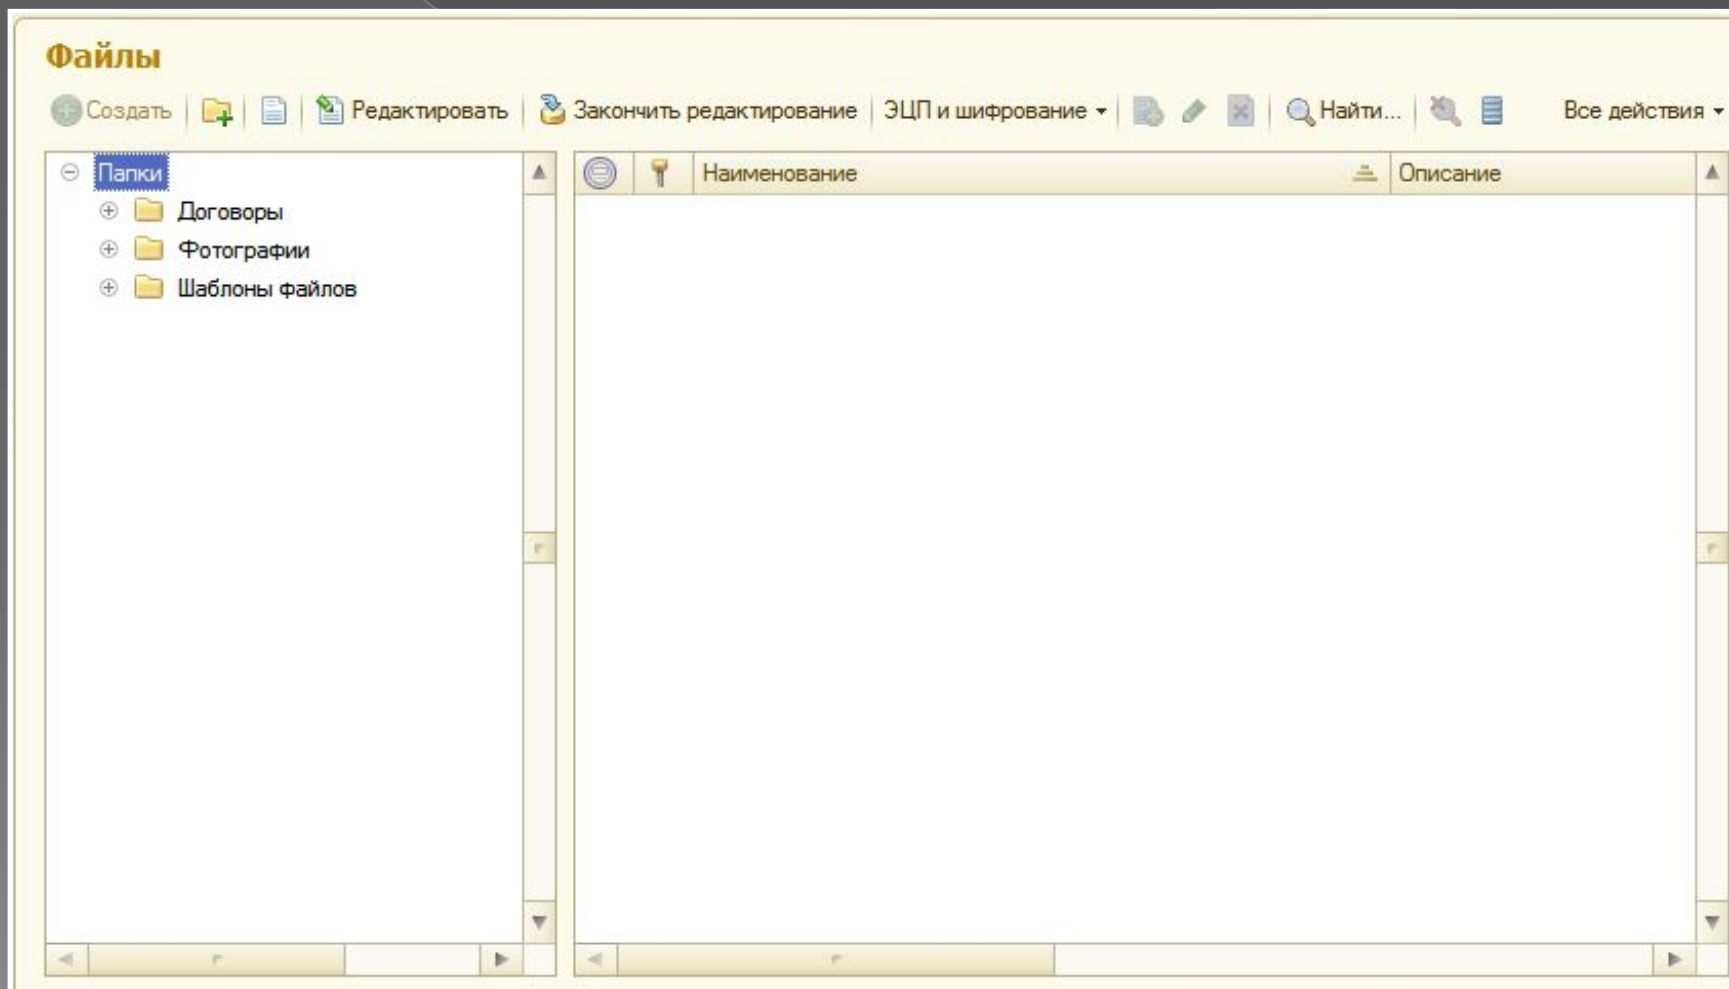 Файлы
Создать Редактировать Закончить редактирование ЭЦП и шифрование Найти... Все действия
Папки
Договоры
Фотографии
Шаблоны файлов
Наименование Описание